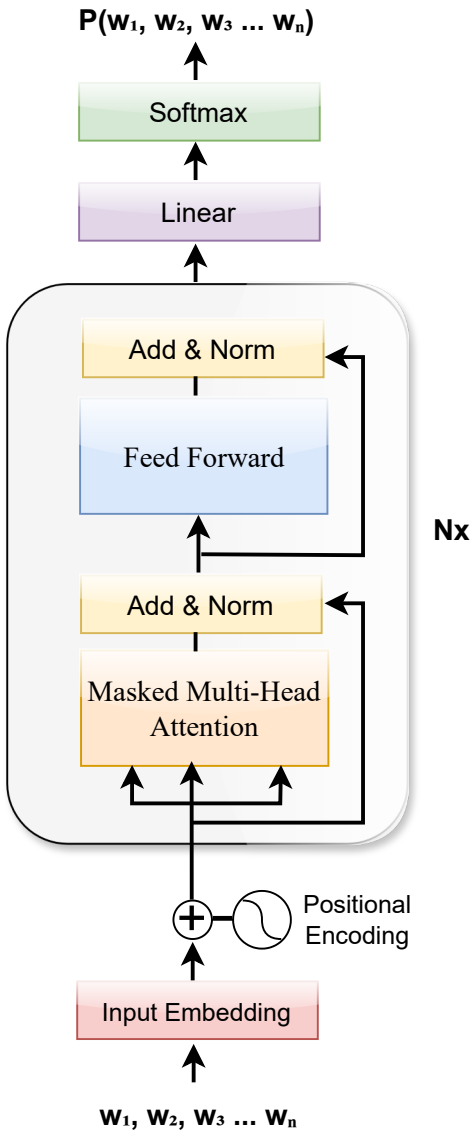 P(w₁, w₂, w₃ ... wₙ)
Softmax
Linear
Add & Norm
Feed Forward
Nx
Add & Norm
Masked Multi-Head
Attention
Positional
Encoding
Input Embedding
w₁, w₂, w₃ ... wₙ